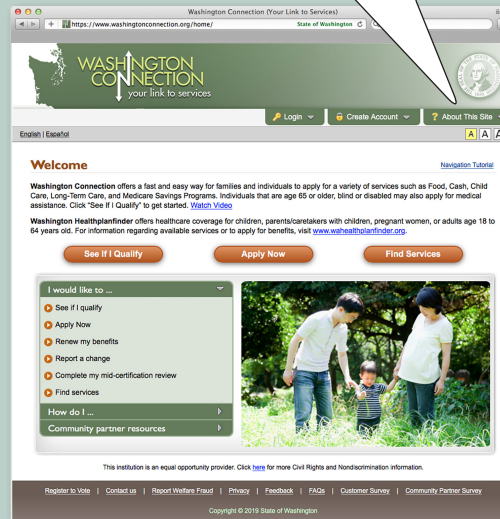 Washington Connection (Your Link to Services)
https://www.washingtonconnection.org/home/
State of Washington
WASHINGTON
CONNECTION
your link to services
Login
Create Account
? About This Site
English | Español
A A A
Welcome
Navigation Tutorial
Washington Connection offers a fast and easy way for families and individuals to apply for a variety of services such as Food, Cash, Child
Care, Long-Term Care, and Medicare Savings Programs. Individuals that are age 65 or older, blind or disabled may also apply for medical
assistance. Click "See If I Qualify" to get started. Watch Video
Washington Healthplanfinder offers healthcare coverage for children, parents/caretakers with children, pregnant women, or adults age 18 to
64 years old. For information regarding available services or to apply for benefits, visit www.wahealthplanfinder.org.
See If I Qualify
Apply Now
Find Services
I would like to ...
See if I qualify
Apply Now
Renew my benefits
Report a change
Complete my mid-certification review
Find services
How do I ...
Community partner resources
This institution is an equal opportunity provider. Click here for more Civil Rights and Nondiscrimination information.
Register to Vote | Contact us | Report Welfare Fraud | Privacy | Feedback | FAQs | Customer Survey | Community Partner Survey
Copyright © 2019 State of Washington